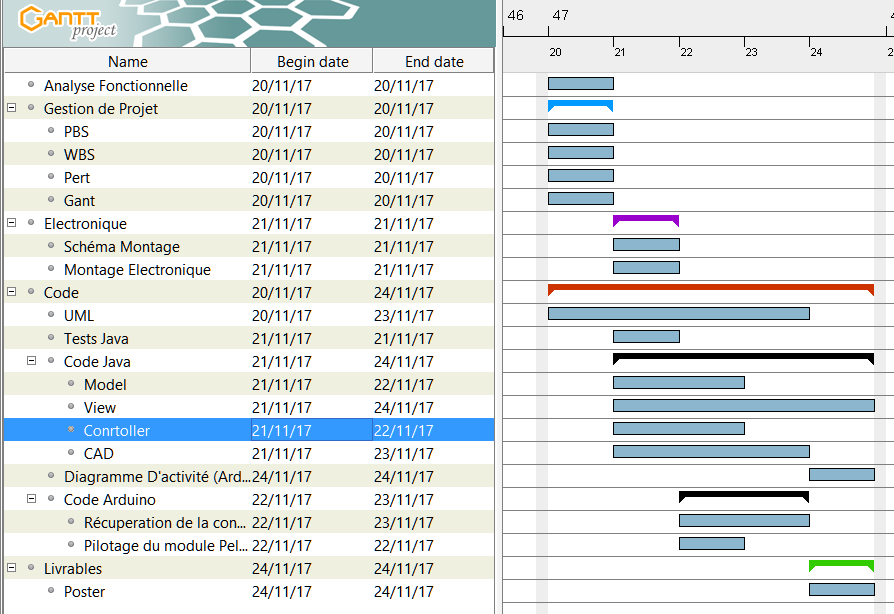 GANTT
project
46 47 4
20 21 22 23 24 2
Name Begin date End date
Analyse Fonctionnelle 20/11/17 20/11/17
Gestion de Projet 20/11/17 20/11/17
PBS 20/11/17 20/11/17
WBS 20/11/17 20/11/17
Pert 20/11/17 20/11/17
Gant 20/11/17 20/11/17
Electronique 21/11/17 21/11/17
Schéma Montage 21/11/17 21/11/17
Montage Electronique 21/11/17 21/11/17
Code 20/11/17 24/11/17
UML 20/11/17 23/11/17
Tests Java 21/11/17 21/11/17
Code Java 21/11/17 24/11/17
Model 21/11/17 22/11/17
View 21/11/17 24/11/17
Conrtoller 21/11/17 22/11/17
CAD 21/11/17 23/11/17
Diagramme D'activité (Ard... 24/11/17 24/11/17
Code Arduino 22/11/17 23/11/17
Récuperation de la con... 22/11/17 23/11/17
Pilotage du module Pel... 22/11/17 22/11/17
Livrables 24/11/17 24/11/17
Poster 24/11/17 24/11/17